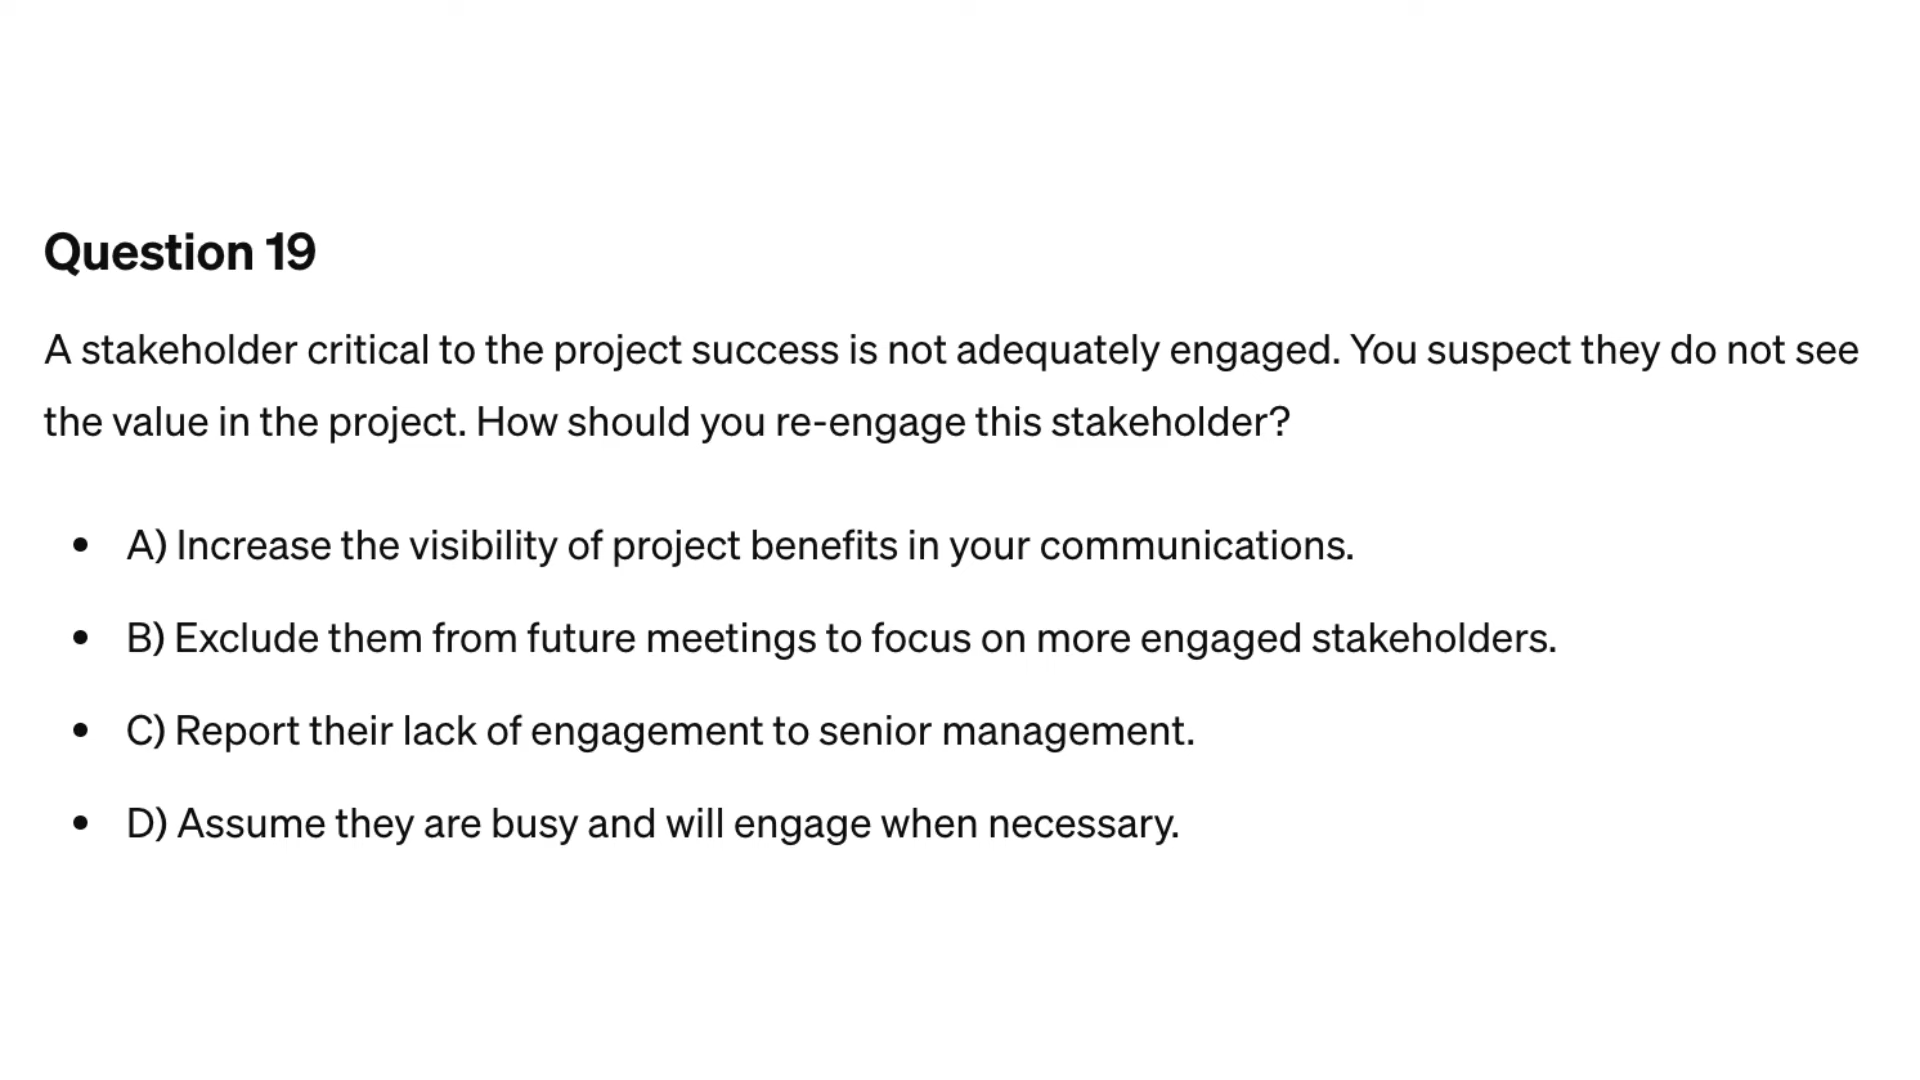 Question 19
A stakeholder critical to the project success is not adequately engaged. You suspect they do not see
the value in the project. How should you re-engage this stakeholder?
• A) Increase the visibility of project benefits in your communications.
• B) Exclude them from future meetings to focus on more engaged stakeholders.
• C) Report their lack of engagement to senior management.
• D) Assume they are busy and will engage when necessary.